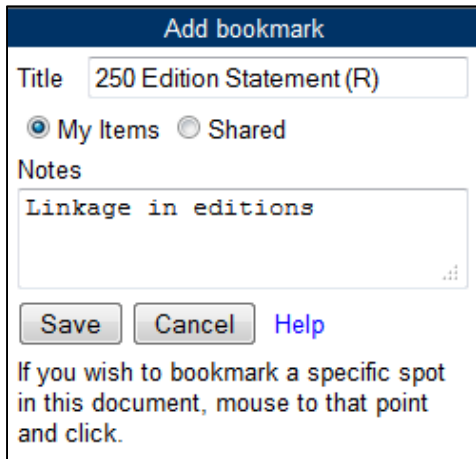 Add bookmark
Title 250 Edition Statement (R)
My Items Shared
Notes
Linkage in editions
Save Cancel Help
If you wish to bookmark a specific spot
in this document, mouse to that point
and click.